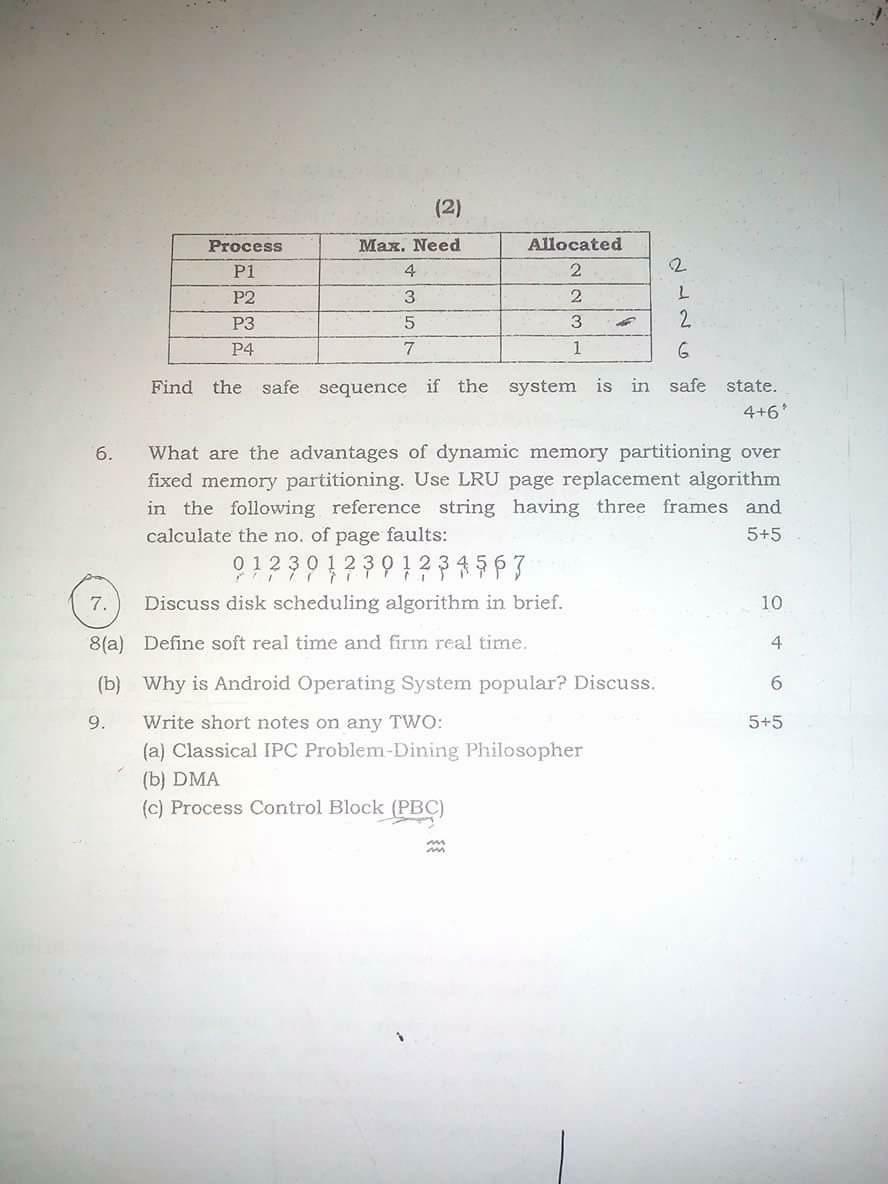 (2)
Process Max. Need Allocated
P1 4 2 2
P2 3 2 1
P3 5 3 2
P4 7 1 6
Find the safe sequence if the system is in safe state.
4+6
6. What are the advantages of dynamic memory partitioning over
fixed memory partitioning. Use LRU page replacement algorithm
in the following reference string having three frames and
calculate the no. of page faults: 5+5
0 1 2 3 0 1 2 3 0 1 2 3 4 5 6 7
7. Discuss disk scheduling algorithm in brief. 10
8(a) Define soft real time and firm real time. 4
(b) Why is Android Operating System popular? Discuss. 6
9. Write short notes on any TWO: 5+5
(a) Classical IPC Problem-Dining Philosopher
(b) DMA
(c) Process Control Block (PBC)